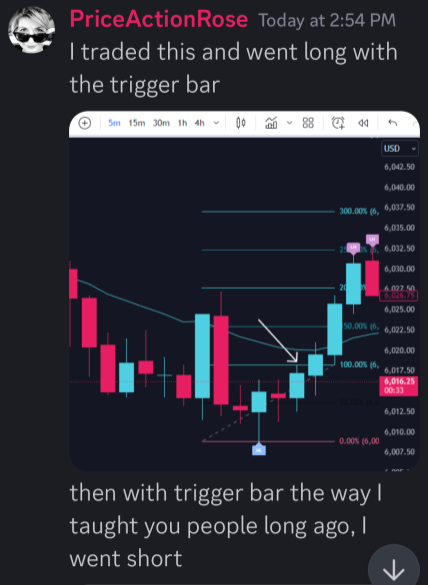 PriceActionRose Today at 2:54 PM
I traded this and went long with
the trigger bar
5m 15m 30m 1h 4h
USD
6,042.50
6,040.00
6,037.50
300.00% (6,
6,035.00
6,032.50
6,030.00
6,027.50
6,026.75
6,025.00
50.00% (6,
6,022.50
6,020.00
100.00% (6,
6,017.50
6,016.25
00:33
6,012.50
6,010.00
0.00% (6,00
6,007.50
then with trigger bar the way I
taught you people long ago, I
went short